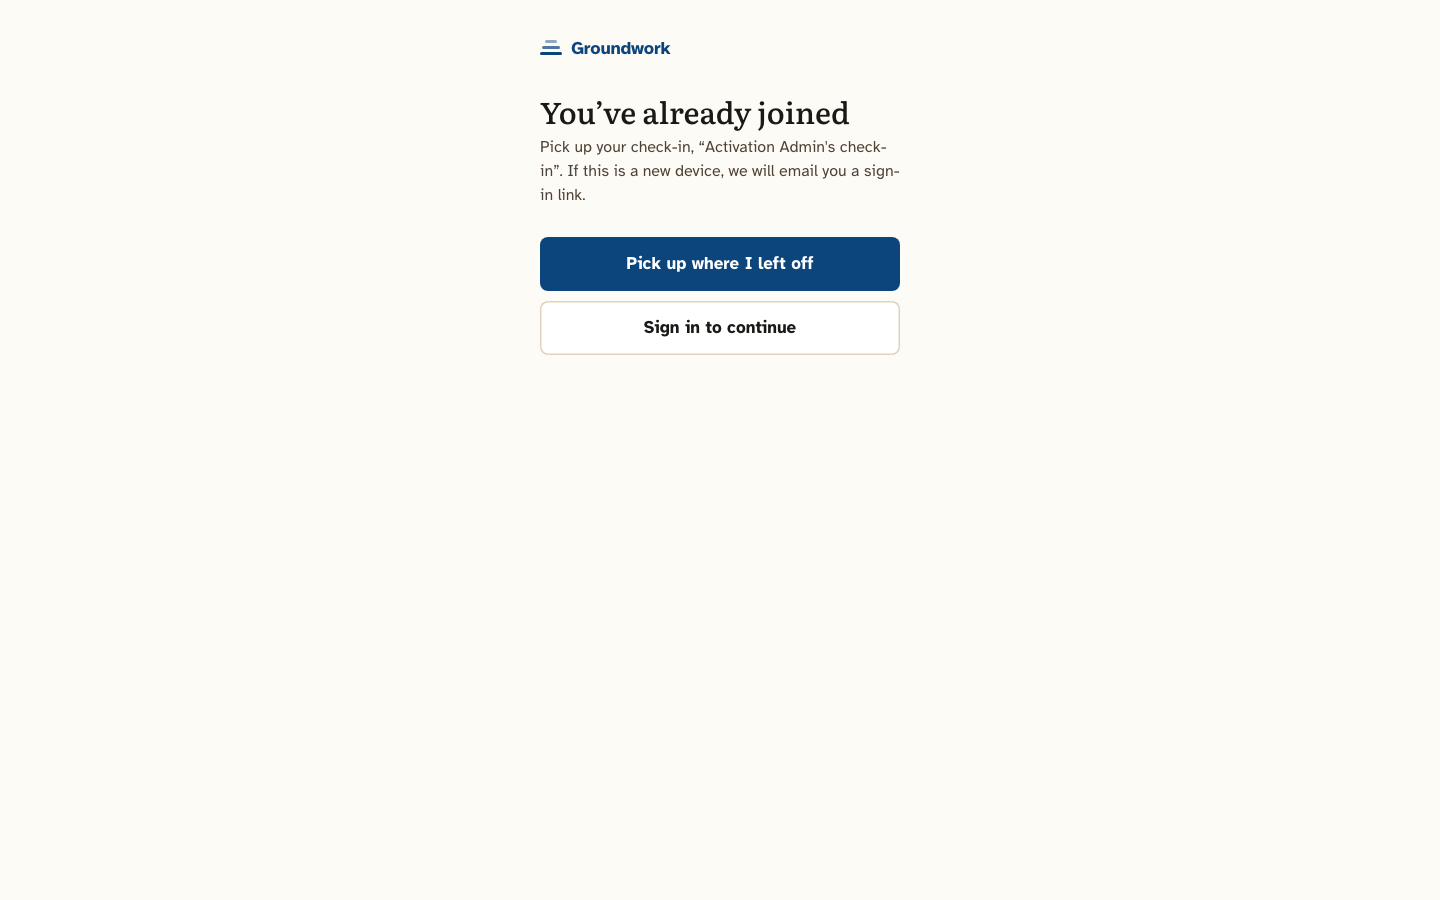 Groundwork
You’ve already joined
Pick up your check-in, “Activation Admin's check-
in”. If this is a new device, we will email you a sign-
in link.
Pick up where I left off
Sign in to continue